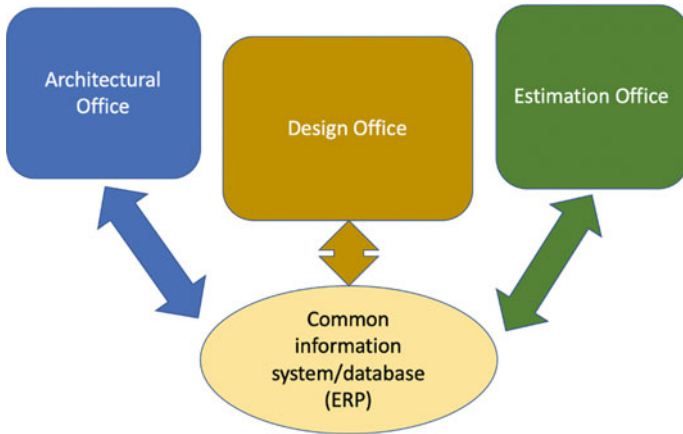 Architectural
Office
Design Office
Estimation Office
Common
information
system/database
(ERP)